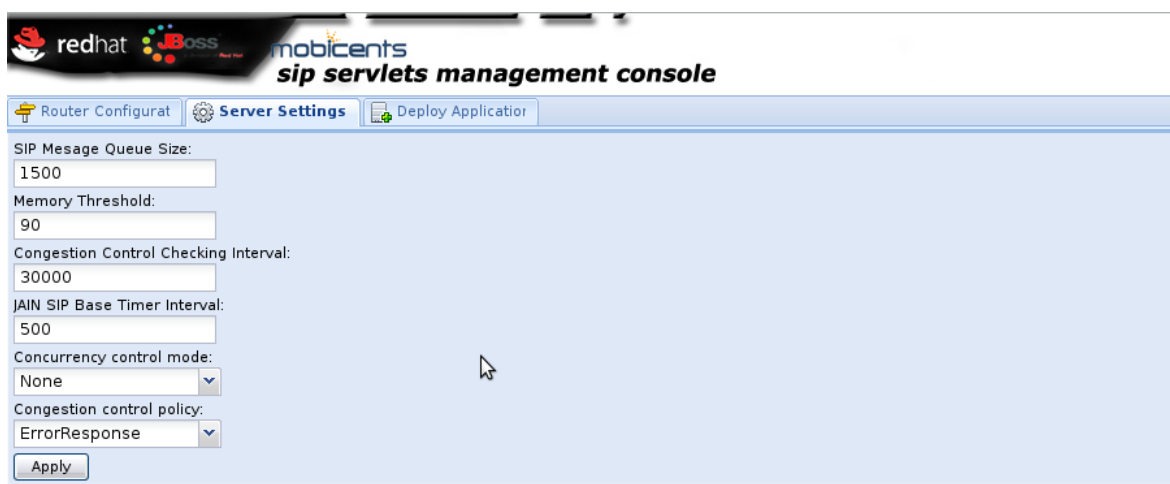 redhat JBoss
mobicents
sip servlets management console
Router Configurat
Server Settings
Deploy Application
SIP Mesage Queue Size:
1500
Memory Threshold:
90
Congestion Control Checking Interval:
30000
JAIN SIP Base Timer Interval:
500
Concurrency control mode:
None
Congestion control policy:
ErrorResponse
Apply